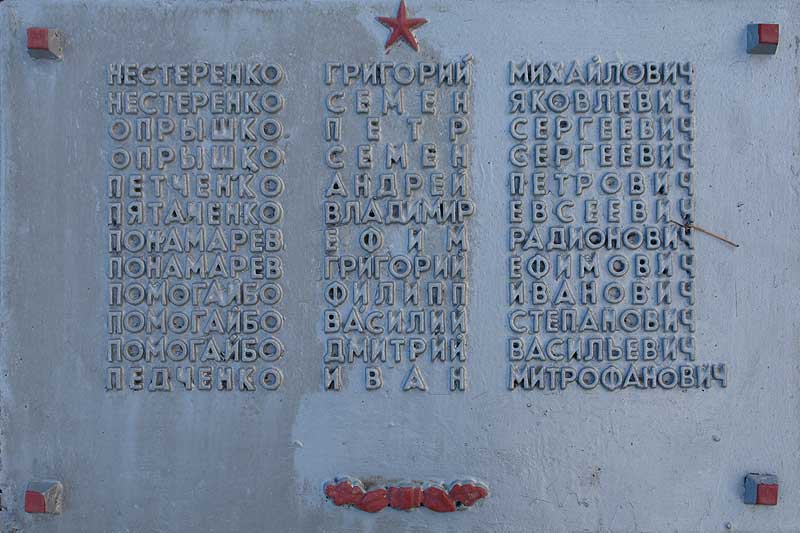 НЕСТЕРЕНКО ГРИГОРИЙ МИХАЙЛОВИЧ
НЕСТЕРЕНКО СЕМЕН ЯКОВЛЕВИЧ
ОПРЫШКО ПЕТР СЕРГЕЕВИЧ
ОПРЫШКО СЕМЕН СЕРГЕЕВИЧ
ПЕТЧЕНКО АНДРЕЙ ПЕТРОВИЧ
ПЯТАЧЕНКО ВЛАДИМИР ЕВСЕЕВИЧ
ПОНАМАРЕВ ЕФИМ РАДИОНОВИЧ
ПОНАМАРЕВ ГРИГОРИЙ ЕФИМОВИЧ
ПОМОГАЙБО ФИЛИПП ИВАНОВИЧ
ПОМОГАЙБО ВАСИЛИЙ СТЕПАНОВИЧ
ПОМОГАЙБО ДМИТРИЙ ВАСИЛЬЕВИЧ
ПЕДЧЕНКО ИВАН МИТРОФАНОВИЧ